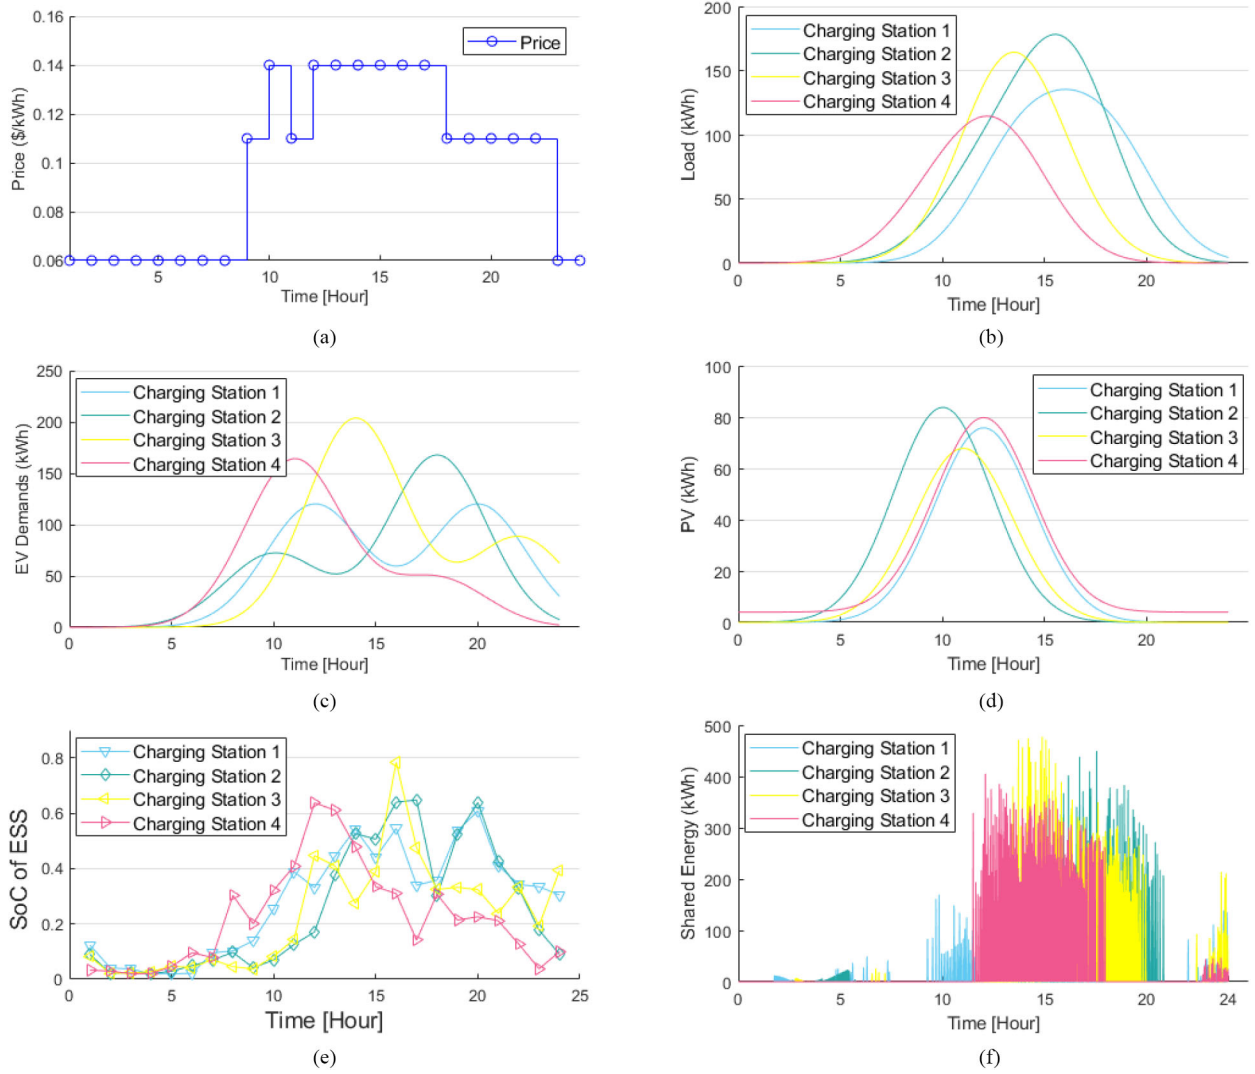 0.16
0.14
0.12
0.1
0.08
0.06
Price ($/kWh)
Price
5
10
15
20
Time [Hour]
(a)
200
150
100
50
0
Load (kWh)
Charging Station 1
Charging Station 2
Charging Station 3
Charging Station 4
0
5
10
15
20
Time [Hour]
(b)
250
200
150
100
50
0
EV Demands (kWh)
Charging Station 1
Charging Station 2
Charging Station 3
Charging Station 4
0
5
10
15
20
Time [Hour]
(c)
100
80
60
40
20
0
PV (kWh)
Charging Station 1
Charging Station 2
Charging Station 3
Charging Station 4
0
5
10
15
20
Time [Hour]
(d)
0.8
0.6
0.4
0.2
0
SoC of ESS
Charging Station 1
Charging Station 2
Charging Station 3
Charging Station 4
0
5
10
15
20
25
Time [Hour]
(e)
500
400
300
200
100
0
Shared Energy (kWh)
Charging Station 1
Charging Station 2
Charging Station 3
Charging Station 4
0
5
10
15
20
24
Time [Hour]
(f)